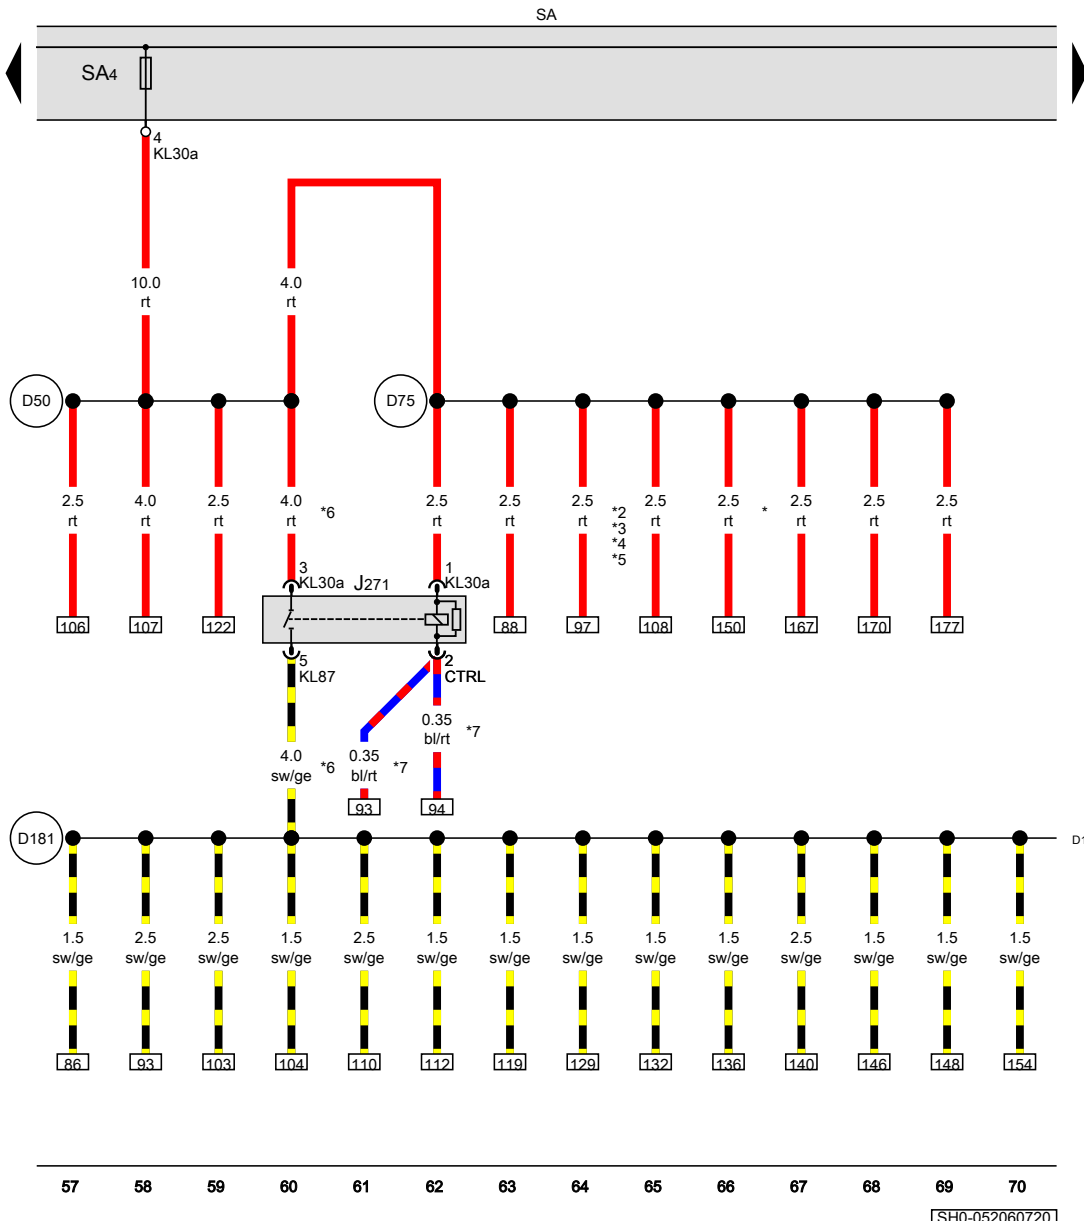 SA
SA4
4
KL30a
10.0
rt
4.0
rt
D50
D75
2.5
rt
4.0
rt
2.5
rt
4.0
rt
*6
2.5
rt
2.5
rt
2.5
rt
*2
*3
*4
*5
2.5
rt
2.5
rt
*
2.5
rt
2.5
rt
2.5
rt
3
KL30a
J271
1
KL30a
106
107
122
88
97
108
150
167
170
177
5
KL87
2
CTRL
4.0
sw/ge
*6
0.35
bl/rt
*7
0.35
bl/rt
*7
93
94
D181
D1
1.5
sw/ge
2.5
sw/ge
2.5
sw/ge
1.5
sw/ge
2.5
sw/ge
1.5
sw/ge
1.5
sw/ge
1.5
sw/ge
1.5
sw/ge
1.5
sw/ge
2.5
sw/ge
1.5
sw/ge
1.5
sw/ge
1.5
sw/ge
86
93
103
104
110
112
119
129
132
136
140
146
148
154
57 58 59 60 61 62 63 64 65 66 67 68 69 70
SH0-052060720